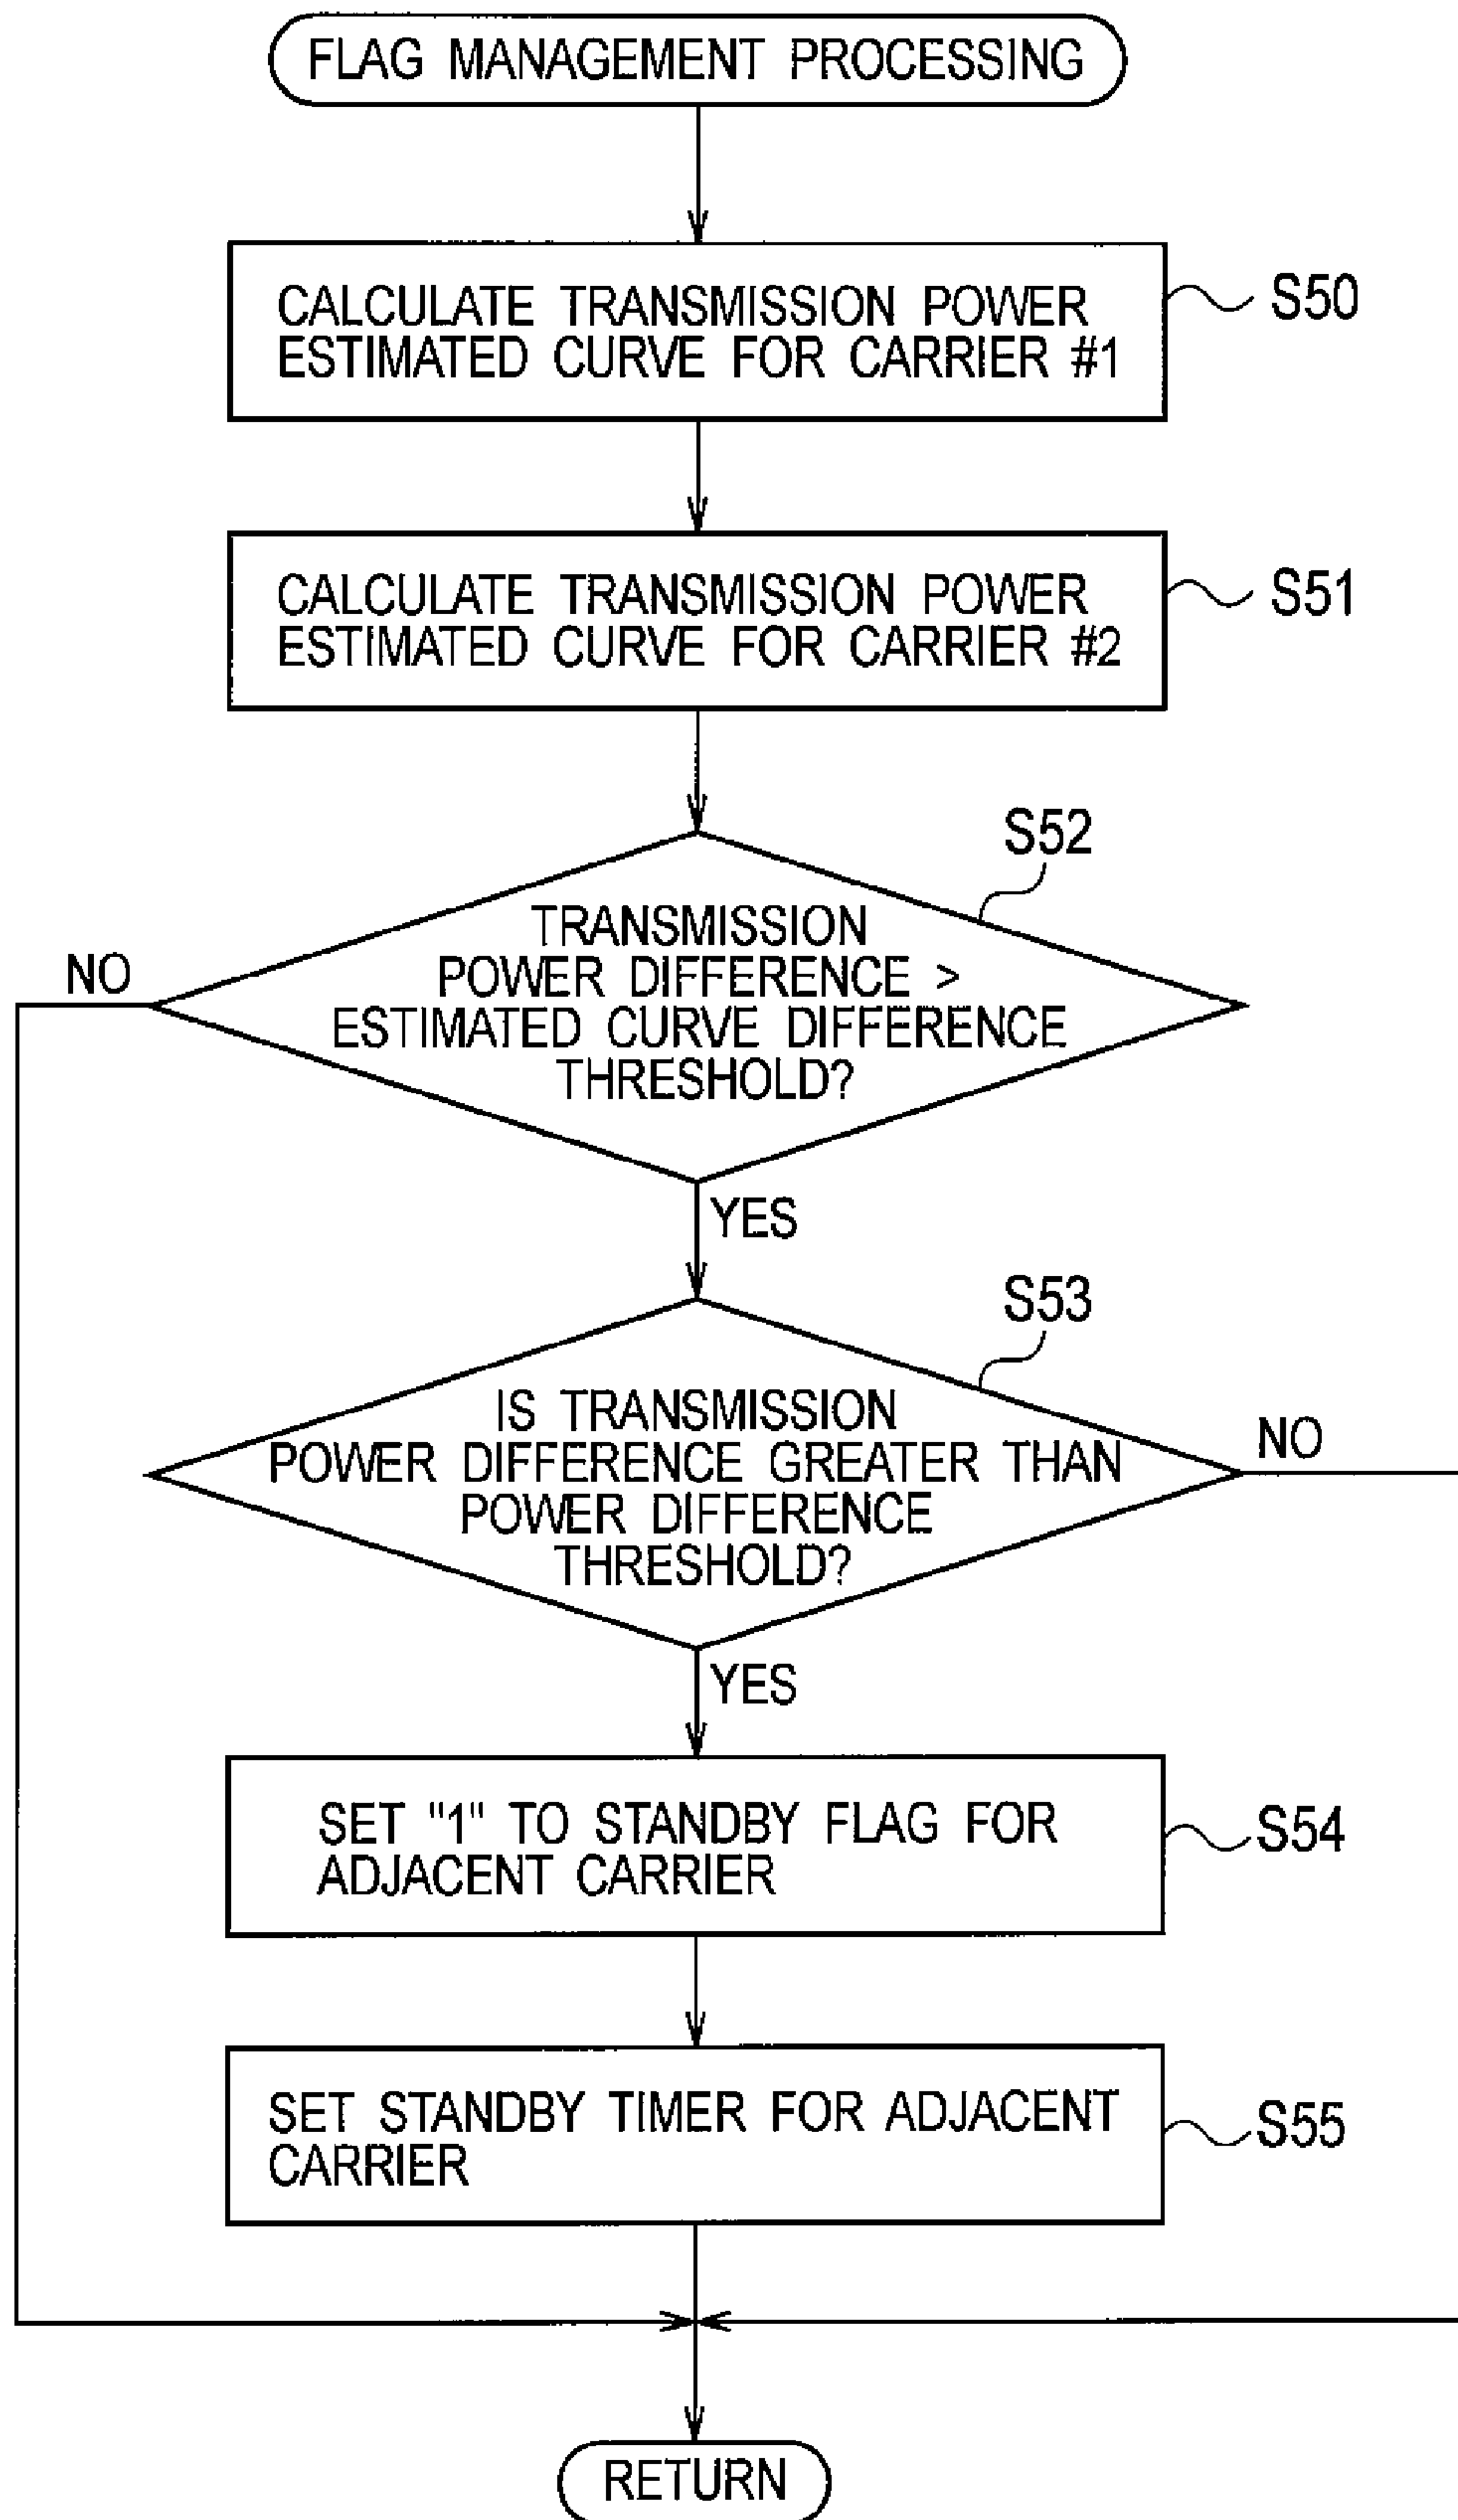 FLAG MANAGEMENT PROCESSING
CALCULATE TRANSMISSION POWER
ESTIMATED CURVE FOR CARRIER #1
S50
CALCULATE TRANSMISSION POWER
ESTIMATED CURVE FOR CARRIER #2
S51
S52
TRANSMISSION
POWER DIFFERENCE >
ESTIMATED CURVE DIFFERENCE
THRESHOLD?
NO
YES
S53
IS TRANSMISSION
POWER DIFFERENCE GREATER THAN
POWER DIFFERENCE
THRESHOLD?
NO
YES
SET "1" TO STANDBY FLAG FOR
ADJACENT CARRIER
S54
SET STANDBY TIMER FOR ADJACENT
CARRIER
S55
RETURN